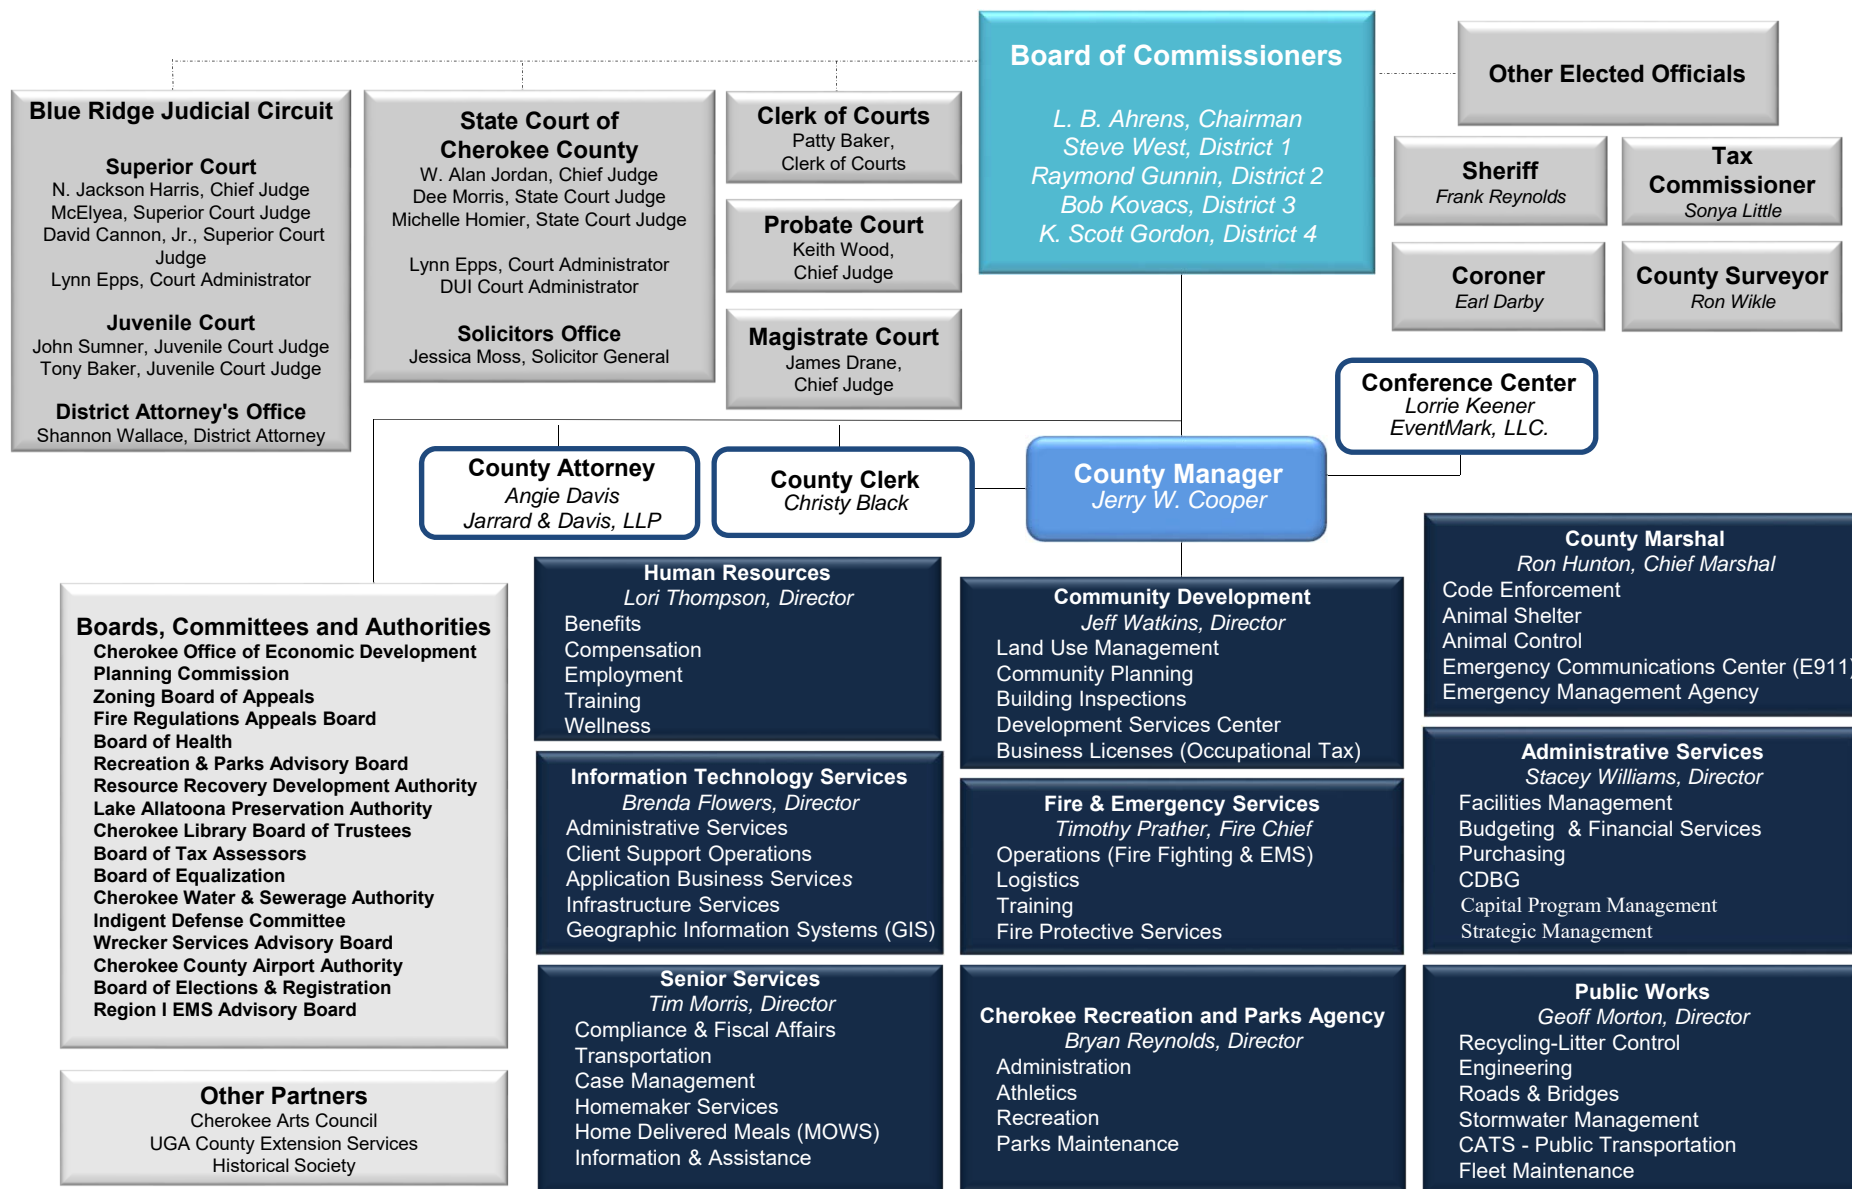 Board of Commissioners
L. B. Ahrens, Chairman
Steve West, District 1
Raymond Gunnin, District 2
Bob Kovacs, District 3
K. Scott Gordon, District 4
Other Elected Officials
Blue Ridge Judicial Circuit
Superior Court
N. Jackson Harris, Chief Judge
McElyea, Superior Court Judge
David Cannon, Jr., Superior Court
Judge
Lynn Epps, Court Administrator
Juvenile Court
John Sumner, Juvenile Court Judge
Tony Baker, Juvenile Court Judge
District Attorney's Office
Shannon Wallace, District Attorney
State Court of
Cherokee County
W. Alan Jordan, Chief Judge
Dee Morris, State Court Judge
Michelle Homier, State Court Judge
Lynn Epps, Court Administrator
DUI Court Administrator
Solicitors Office
Jessica Moss, Solicitor General
Clerk of Courts
Patty Baker,
Clerk of Courts
Probate Court
Keith Wood,
Chief Judge
Magistrate Court
James Drane,
Chief Judge
Sheriff
Frank Reynolds
Tax
Commissioner
Sonya Little
Coroner
Earl Darby
County Surveyor
Ron Wikle
Conference Center
Lorrie Keener
EventMark, LLC.
County Attorney
Angie Davis
Jarrard & Davis, LLP
County Clerk
Christy Black
County Manager
Jerry W. Cooper
Boards, Committees and Authorities
Cherokee Office of Economic Development
Planning Commission
Zoning Board of Appeals
Fire Regulations Appeals Board
Board of Health
Recreation & Parks Advisory Board
Resource Recovery Development Authority
Lake Allatoona Preservation Authority
Cherokee Library Board of Trustees
Board of Tax Assessors
Board of Equalization
Cherokee Water & Sewerage Authority
Indigent Defense Committee
Wrecker Services Advisory Board
Cherokee County Airport Authority
Board of Elections & Registration
Region I EMS Advisory Board
Other Partners
Cherokee Arts Council
UGA County Extension Services
Historical Society
Human Resources
Lori Thompson, Director
Benefits
Compensation
Employment
Training
Wellness
Information Technology Services
Brenda Flowers, Director
Administrative Services
Client Support Operations
Application Business Services
Infrastructure Services
Geographic Information Systems (GIS)
Senior Services
Tim Morris, Director
Compliance & Fiscal Affairs
Transportation
Case Management
Homemaker Services
Home Delivered Meals (MOWS)
Information & Assistance
Community Development
Jeff Watkins, Director
Land Use Management
Community Planning
Building Inspections
Development Services Center
Business Licenses (Occupational Tax)
Fire & Emergency Services
Timothy Prather, Fire Chief
Operations (Fire Fighting & EMS)
Logistics
Training
Fire Protective Services
Cherokee Recreation and Parks Agency
Bryan Reynolds, Director
Administration
Athletics
Recreation
Parks Maintenance
County Marshal
Ron Hunton, Chief Marshal
Code Enforcement
Animal Shelter
Animal Control
Emergency Communications Center (E911)
Emergency Management Agency
Administrative Services
Stacey Williams, Director
Facilities Management
Budgeting & Financial Services
Purchasing
CDBG
Capital Program Management
Strategic Management
Public Works
Geoff Morton, Director
Recycling-Litter Control
Engineering
Roads & Bridges
Stormwater Management
CATS - Public Transportation
Fleet Maintenance